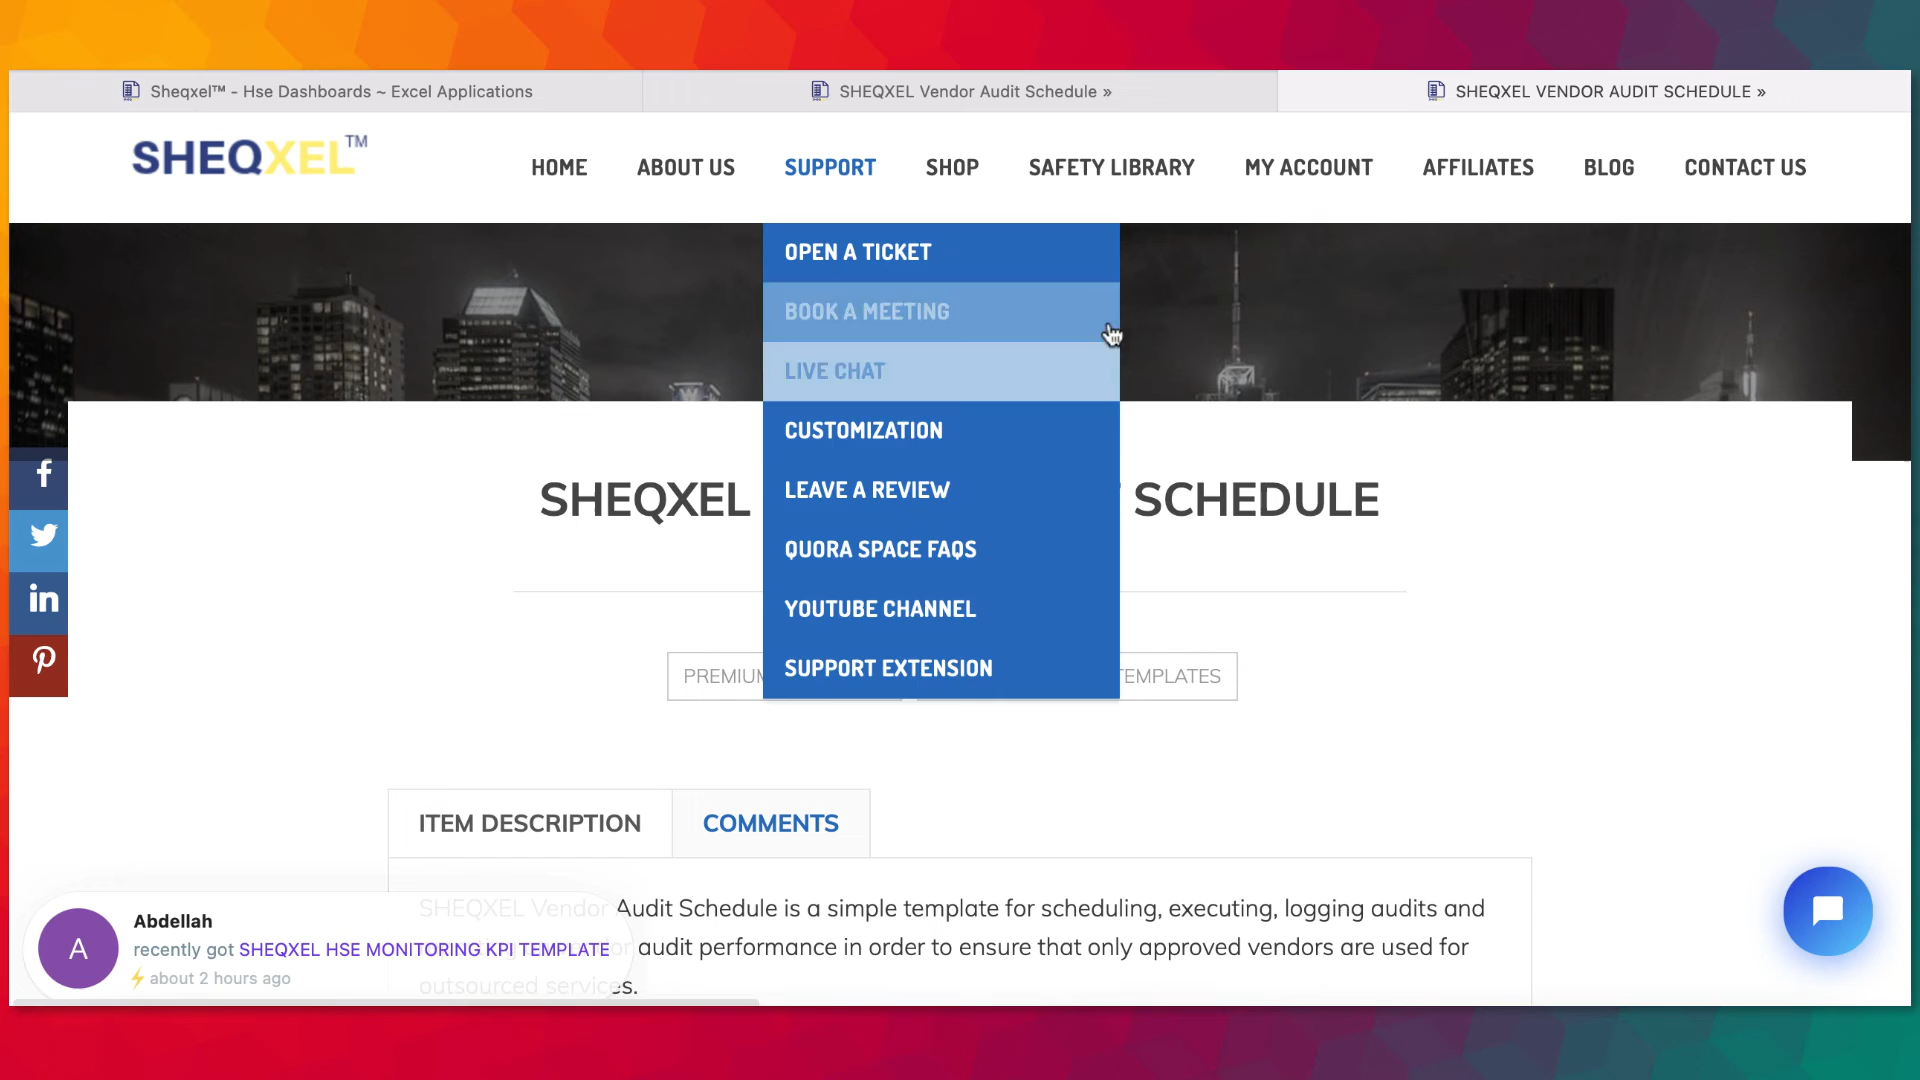 Sheqxel™ - Hse Dashboards ~ Excel Applications
SHEQXEL Vendor Audit Schedule »
SHEQXEL VENDOR AUDIT SCHEDULE »
SHEQXEL™
HOME
ABOUT US
SUPPORT
SHOP
SAFETY LIBRARY
MY ACCOUNT
AFFILIATES
BLOG
CONTACT US
OPEN A TICKET
BOOK A MEETING
LIVE CHAT
CUSTOMIZATION
LEAVE A REVIEW
QUORA SPACE FAQS
YOUTUBE CHANNEL
SUPPORT EXTENSION
SHEQXEL SCHEDULE
PREMIUM
TEMPLATES
ITEM DESCRIPTION
COMMENTS
SHEQXEL Vendor Audit Schedule is a simple template for scheduling, executing, logging audits and
audit performance in order to ensure that only approved vendors are used for
outsourced services.
A
Abdellah
recently got SHEQXEL HSE MONITORING KPI TEMPLATE
about 2 hours ago